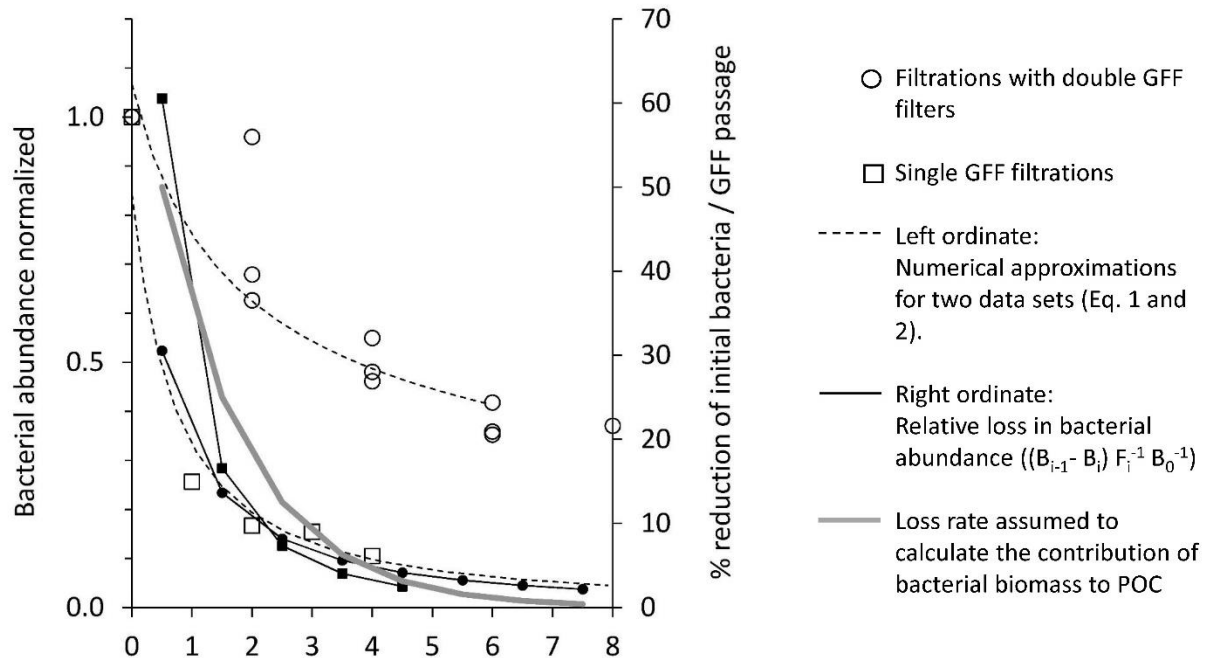 Bacterial abundance normalized
1.0
0.5
0.0
0 1 2 3 4 5 6 7 8
70
60
50
40
30
20
10
0
% reduction of initial bacteria / GFF passage
Filtrations with double GFF
filters
Single GFF filtrations
Left ordinate:
Numerical approximations
for two data sets (Eq. 1 and
2).
Right ordinate:
Relative loss in bacterial
abundance ((Bᵢ₋₁- Bᵢ) Fᵢ⁻¹ B₀⁻¹)
Loss rate assumed to
calculate the contribution of
bacterial biomass to POC